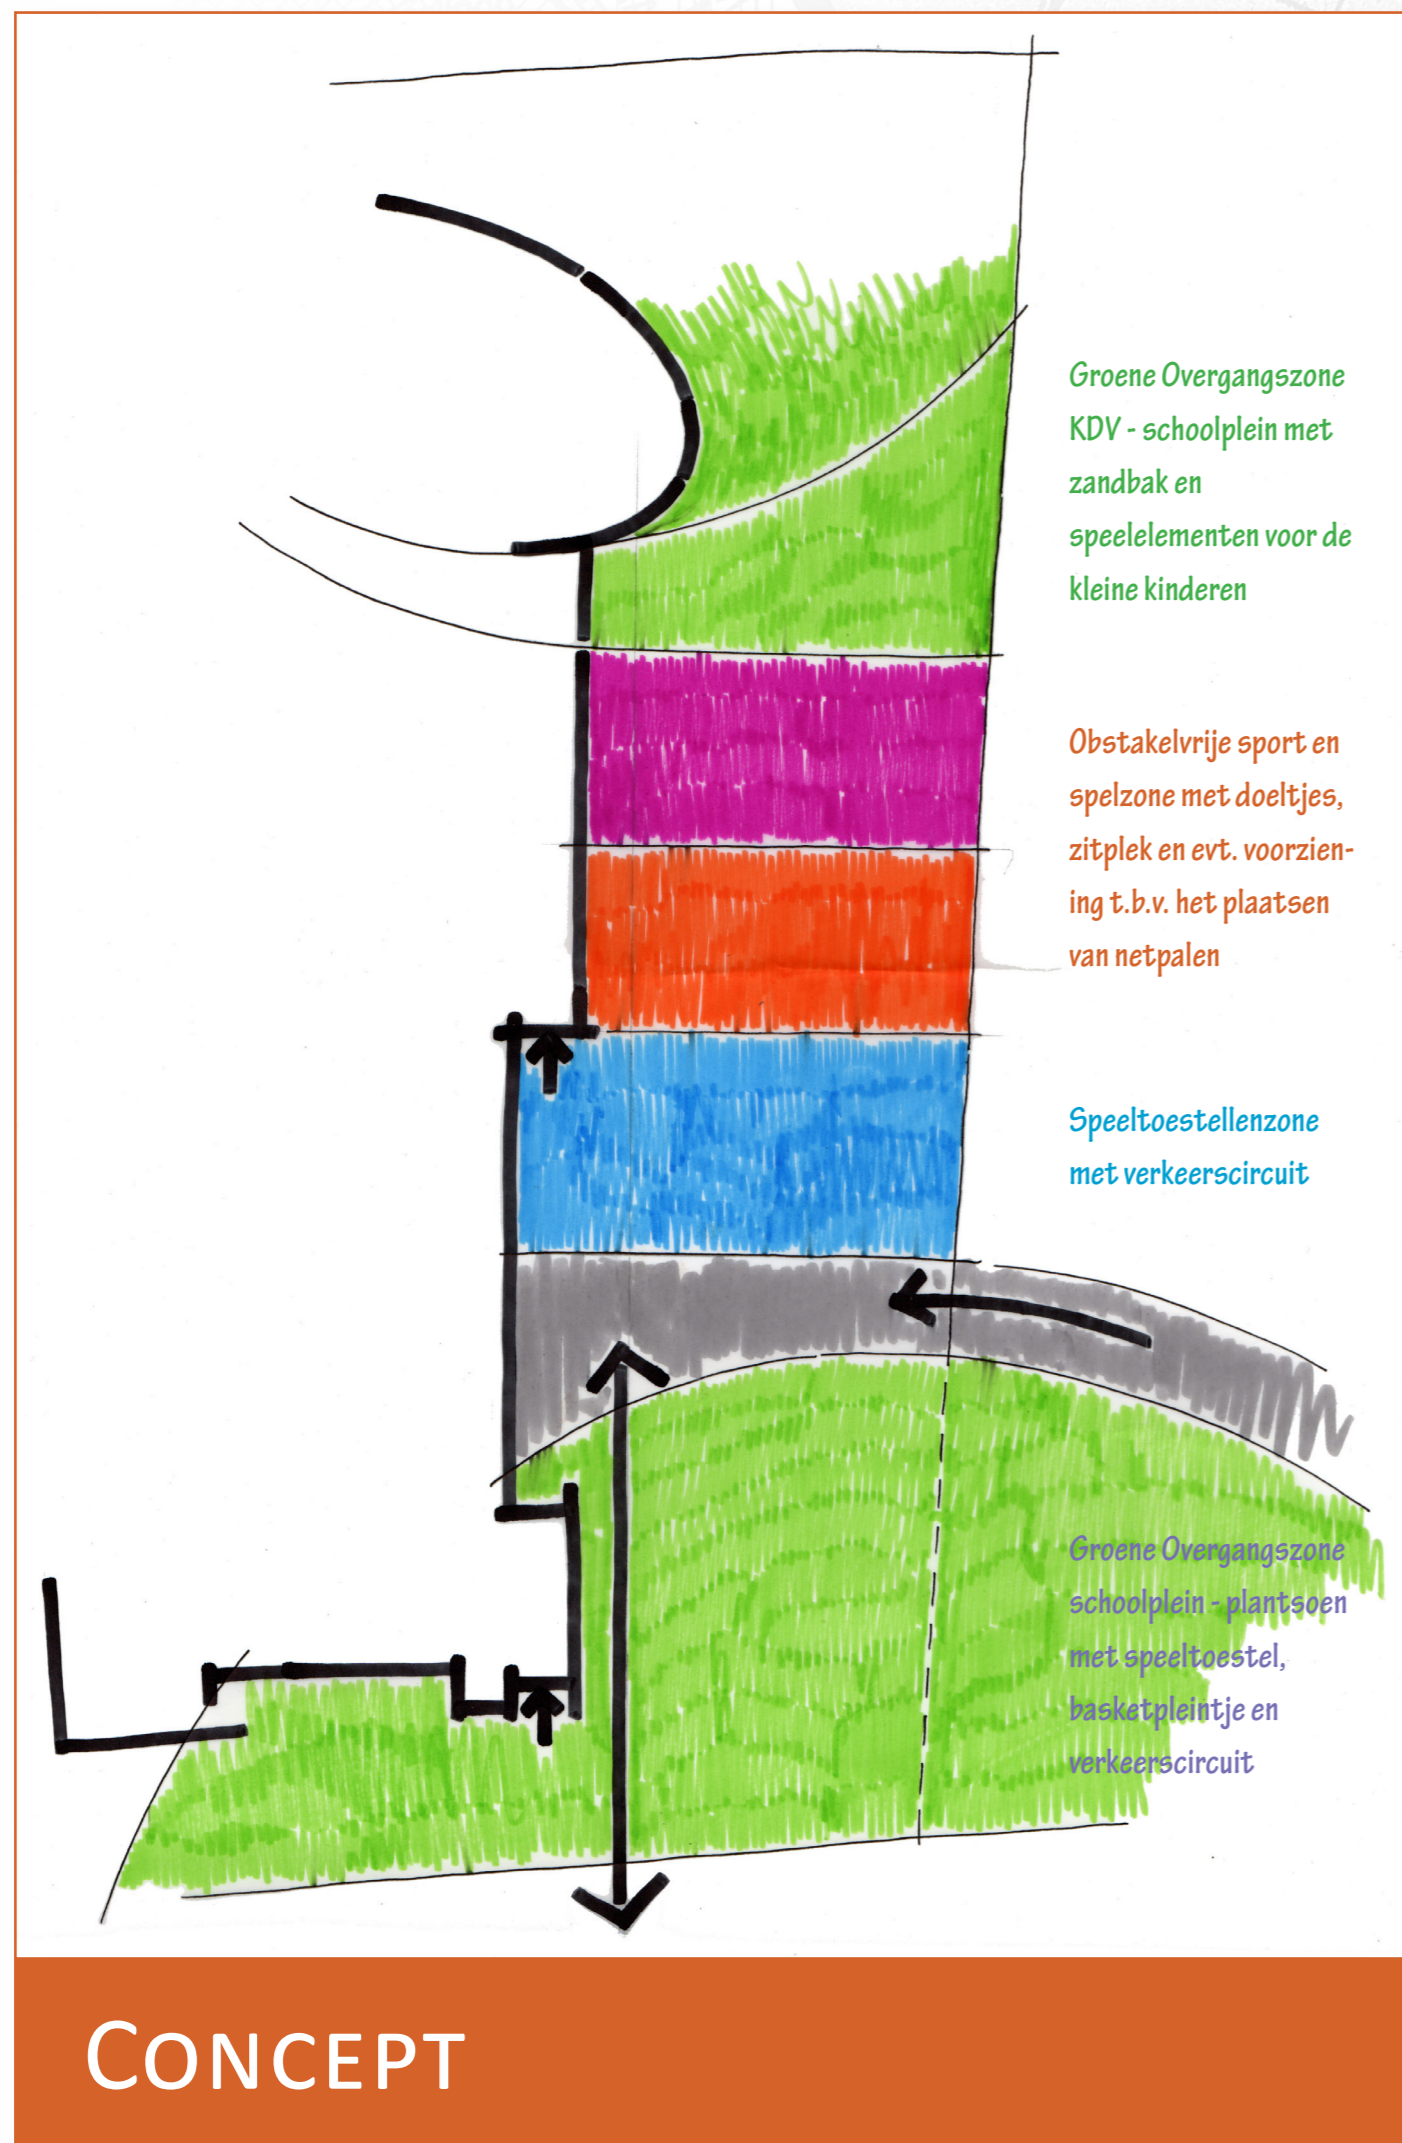 Groene Overgangszone
KDV - schoolplein met
zandbak en
speelelementen voor de
kleine kinderen
Obstakelvrije sport en
spelzone met doeltjes,
zitplek en evt. voorzien-
ing t.b.v. het plaatsen
van netpalen
Speeltoestellenzone
met verkeerscircuit
Groene Overgangszone
schoolplein - plantsoen
met speeltoestel,
basketpleintje en
verkeerscircuit
CONCEPT